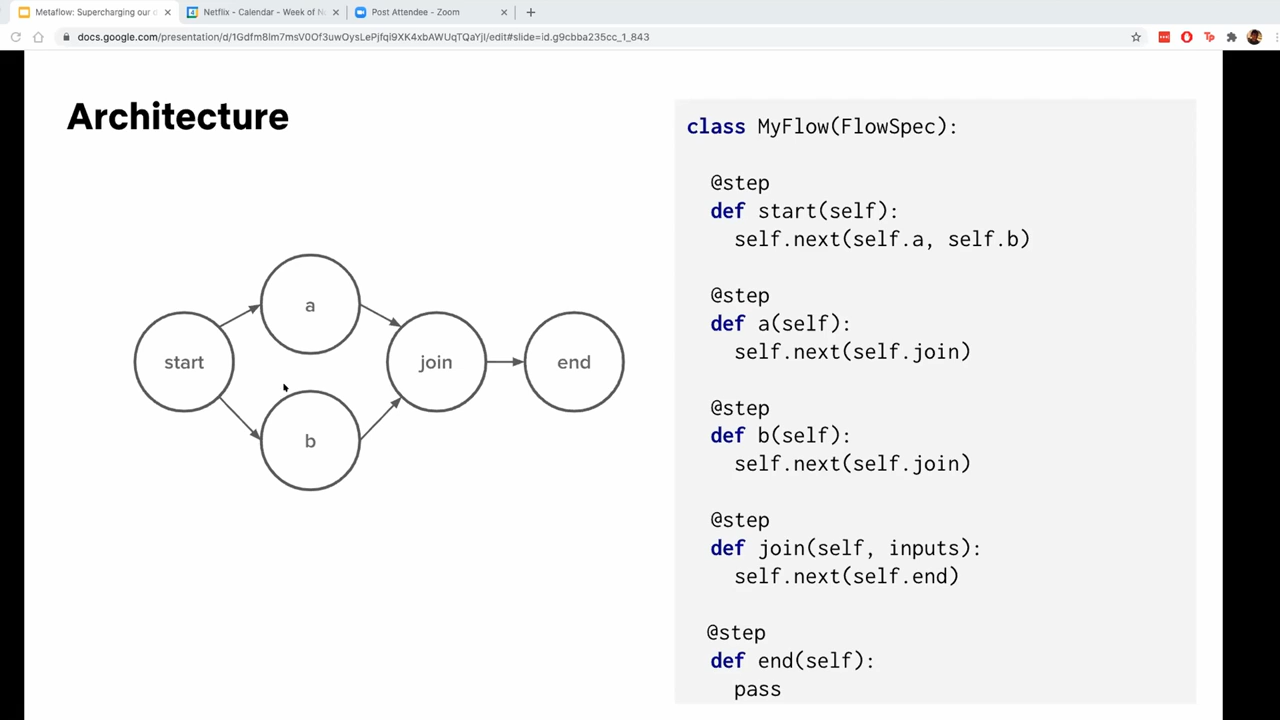 Metaflow: Supercharging our
Netflix - Calendar - Week of
Post Attendee - Zoom
docs.google.com/presentation/d/1Gdfm8lm7msV0Of3uwOysLePjfqi9XK4xbAWUqTQaYjI/edit#slide=id.g9cbba235cc_1_843
Architecture
start
a
b
join
end
class MyFlow(FlowSpec):
@step
def start(self):
self.next(self.a, self.b)
@step
def a(self):
self.next(self.join)
@step
def b(self):
self.next(self.join)
@step
def join(self, inputs):
self.next(self.end)
@step
def end(self):
pass